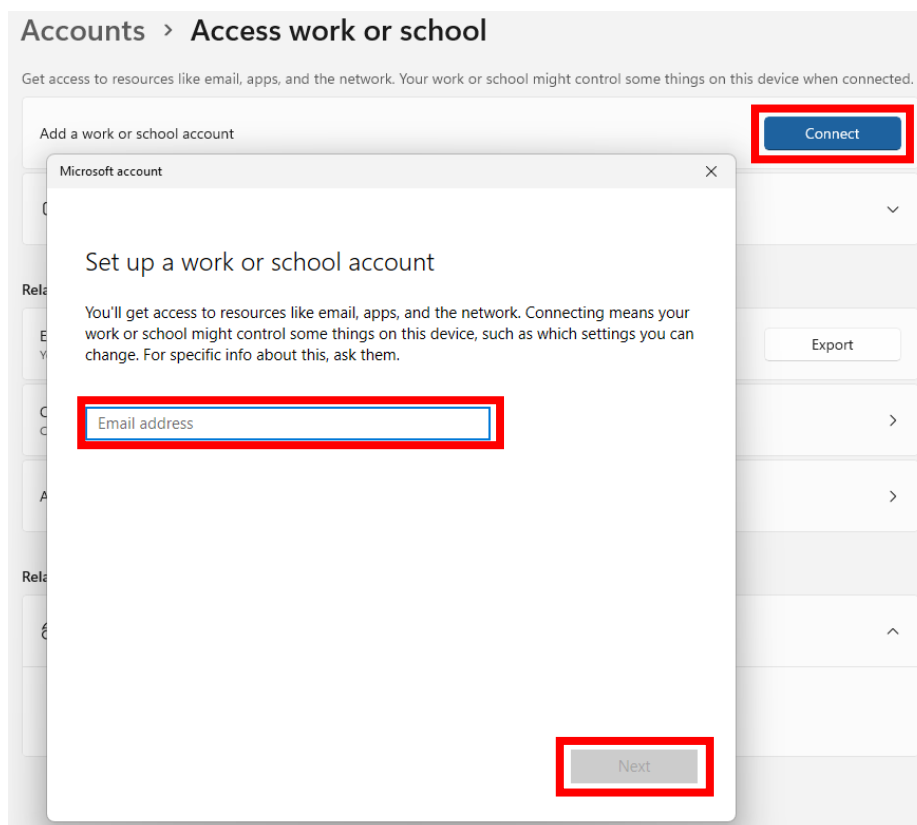 Accounts > Access work or school
Get access to resources like email, apps, and the network. Your work or school might control some things on this device when connected.
Add a work or school account
Connect
Microsoft account
Set up a work or school account
Rela
You'll get access to resources like email, apps, and the network. Connecting means your
work or school might control some things on this device, such as which settings you can
change. For specific info about this, ask them.
E
Export
Email address
C
A
Rela
Next